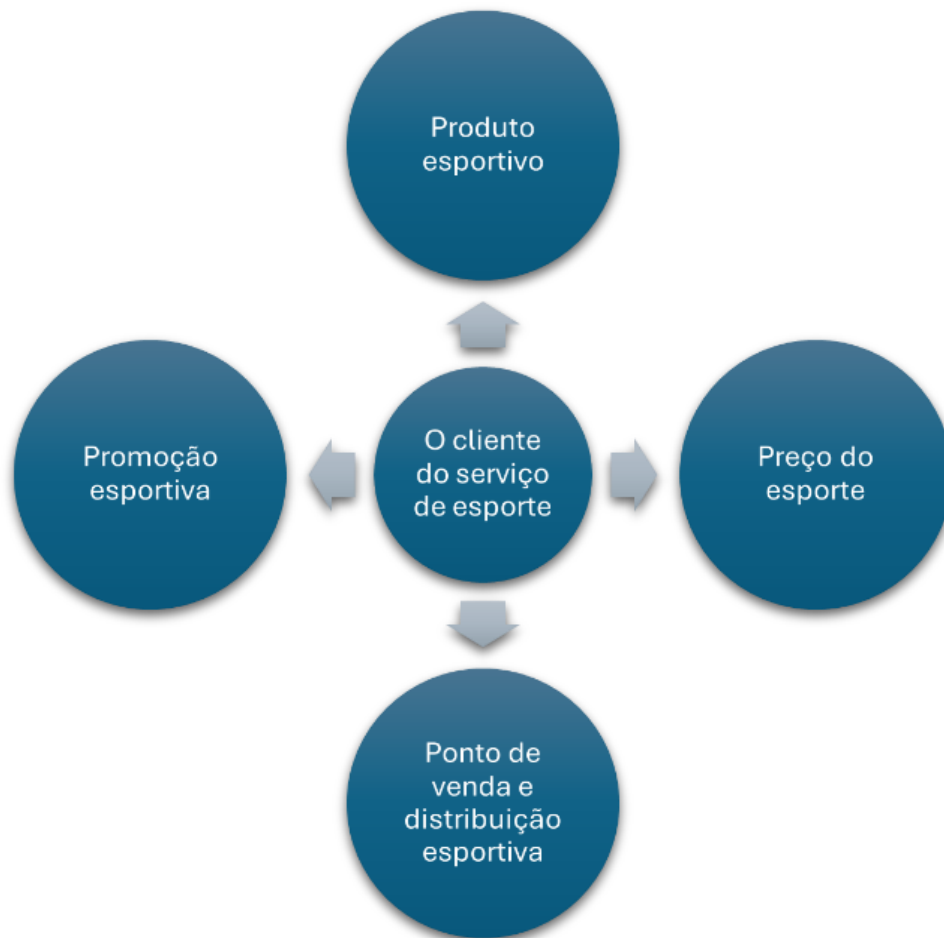 Produto
esportivo
Promoção
esportiva
O cliente
do serviço
de esporte
Preço do
esporte
Ponto de
venda e
distribuição
esportiva